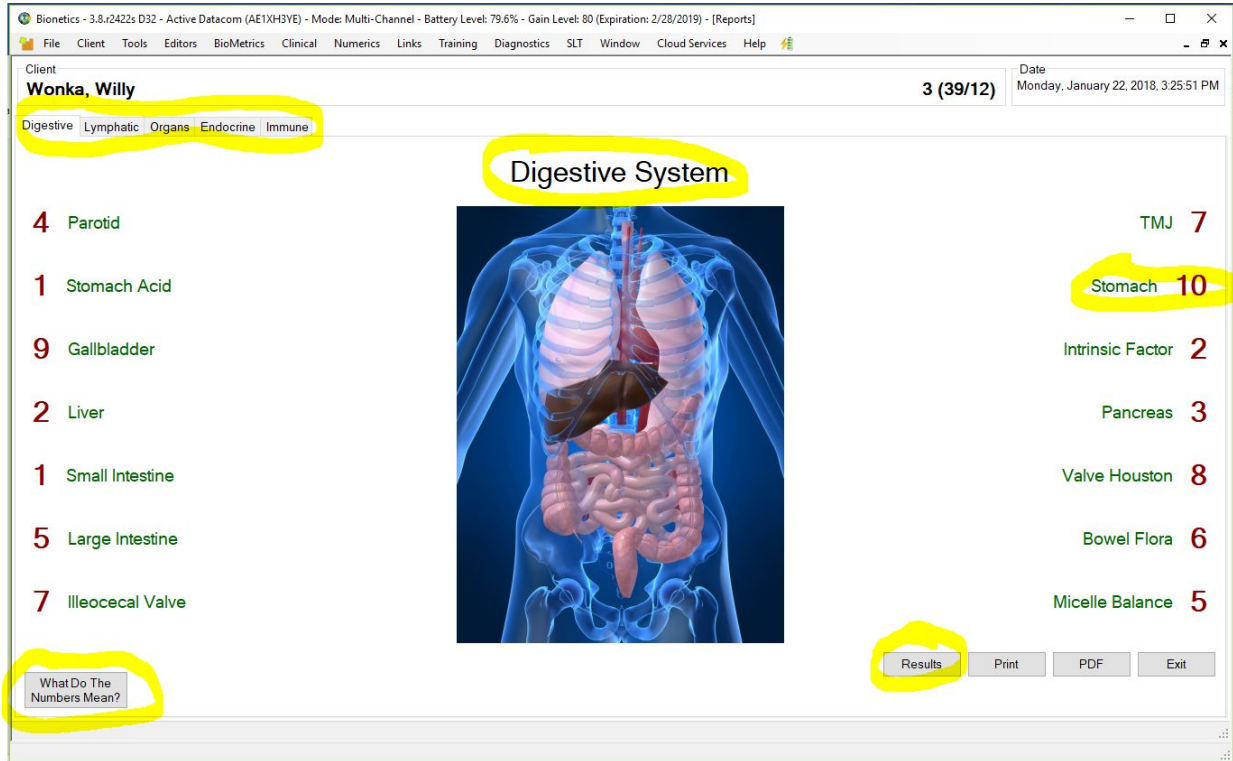 Bionetics - 3.8.r2422s D32 - Active Datacom (AE1XH3YE) - Mode: Multi-Channel - Battery Level: 79.6% - Gain Level: 80 (Expiration: 2/28/2019) - [Reports]
File Client Tools Editors BioMetrics Clinical Numerics Links Training Diagnostics SLT Window Cloud Services Help
Client
Wonka, Willy
3 (39/12)
Date
Monday, January 22, 2018, 3:25:51 PM
Digestive Lymphatic Organs Endocrine Immune
Digestive System
4 Parotid
TMJ 7
1 Stomach Acid
Stomach 10
9 Gallbladder
Intrinsic Factor 2
2 Liver
Pancreas 3
1 Small Intestine
Valve Houston 8
5 Large Intestine
Bowel Flora 6
7 Illeocecal Valve
Micelle Balance 5
Results Print PDF Exit
What Do The
Numbers Mean?